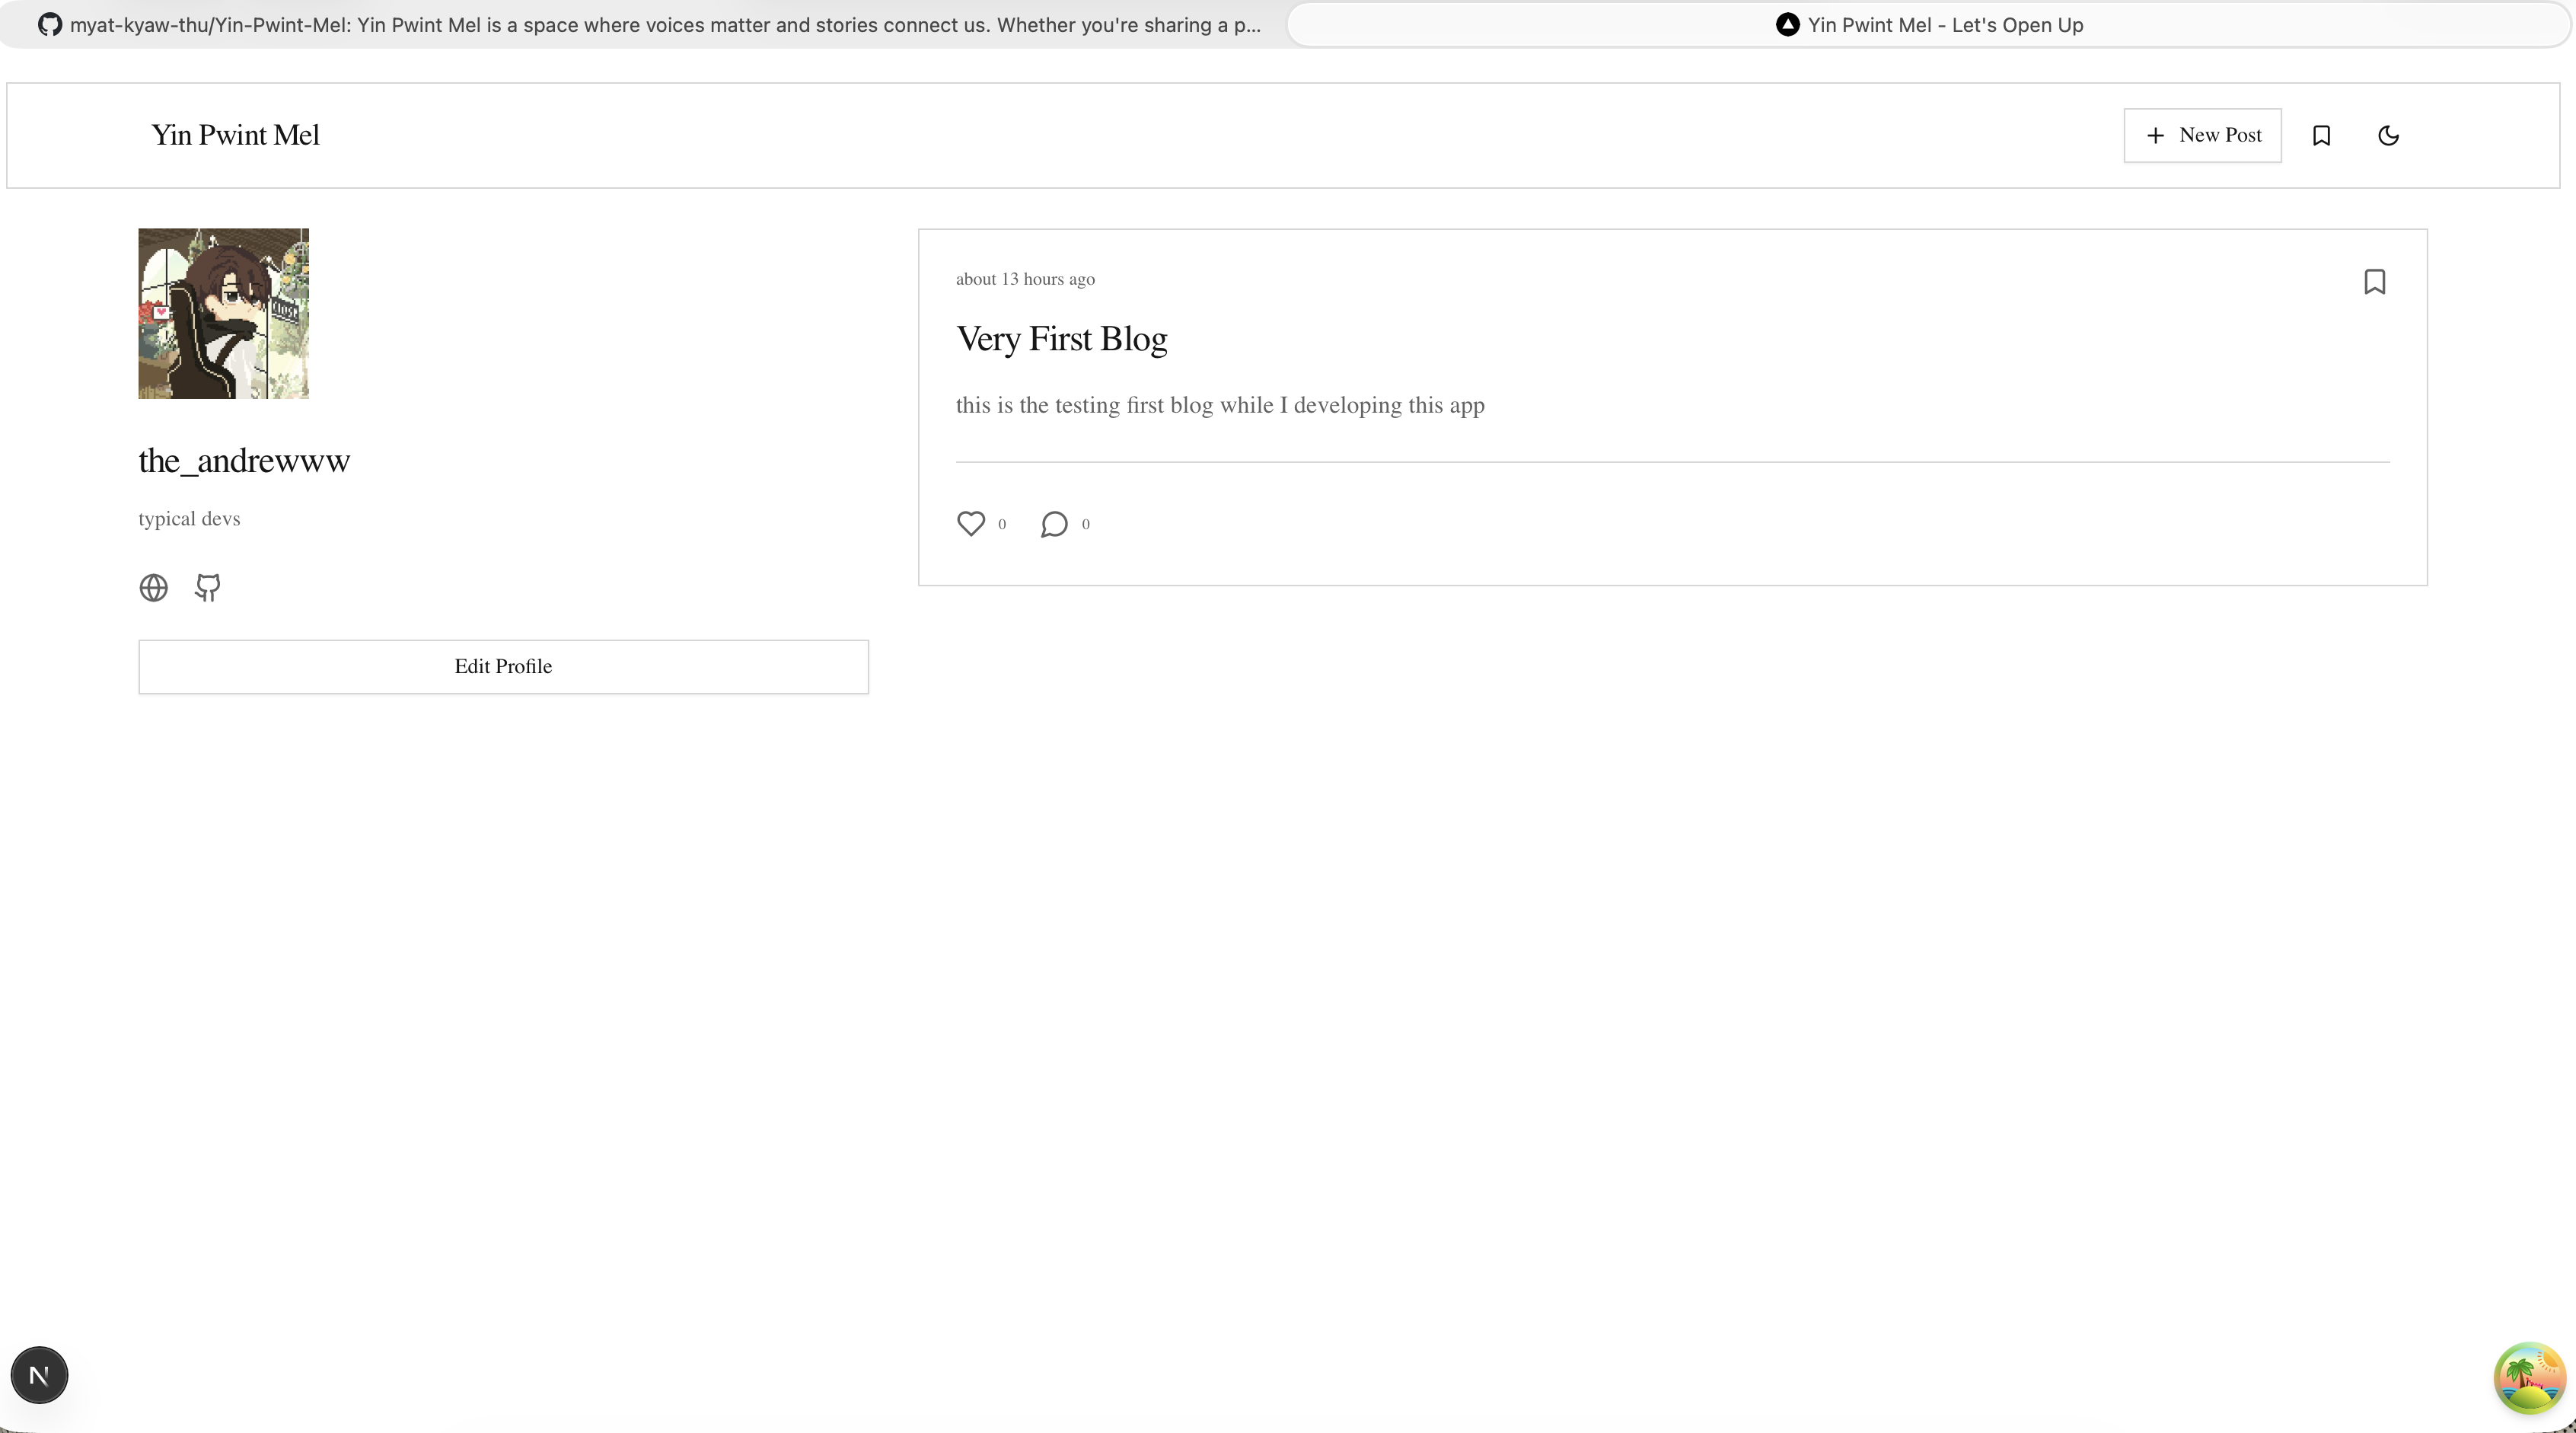 myat-kyaw-thu/Yin-Pwint-Mel: Yin Pwint Mel is a space where voices matter and stories connect us. Whether you're sharing a p...
Yin Pwint Mel - Let's Open Up
Yin Pwint Mel
New Post
the_andrewww
typical devs
Edit Profile
about 13 hours ago
Very First Blog
this is the testing first blog while I developing this app
0
0
N